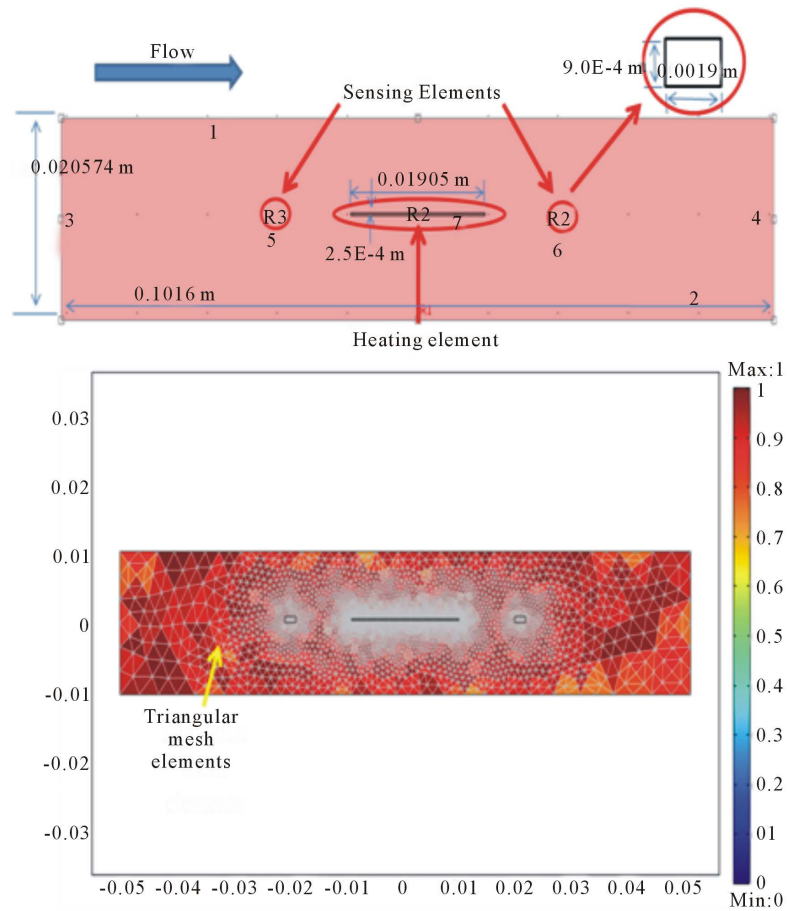 Flow
9.0E-4 m
0.0019 m
Sensing Elements
1
0.020574 m
0.01905 m
3
R3
R2
7
R2
4
5
2.5E-4 m
6
0.1016 m
2
Heating element
Max:1
1
0.03
0.9
0.02
0.8
0.01
0.7
0.6
0
0.5
-0.01
0.4
Triangular
mesh
elements
-0.02
0.3
0.2
-0.03
01
0
-0.05 -0.04 -0.03 -0.02 -0.01 0 0.01 0.02 0.03 0.04 0.05
Min:0